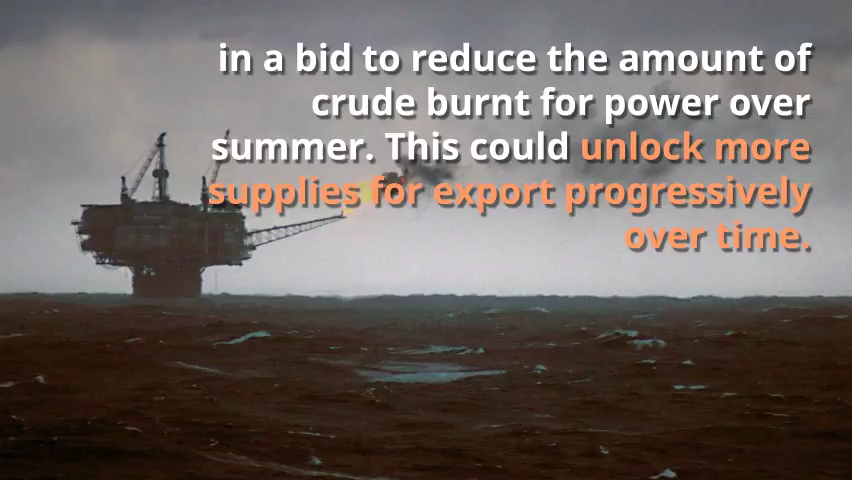 in a bid to reduce the amount of
crude burnt for power over
summer. This could unlock more
supplies for export progressively
over time.